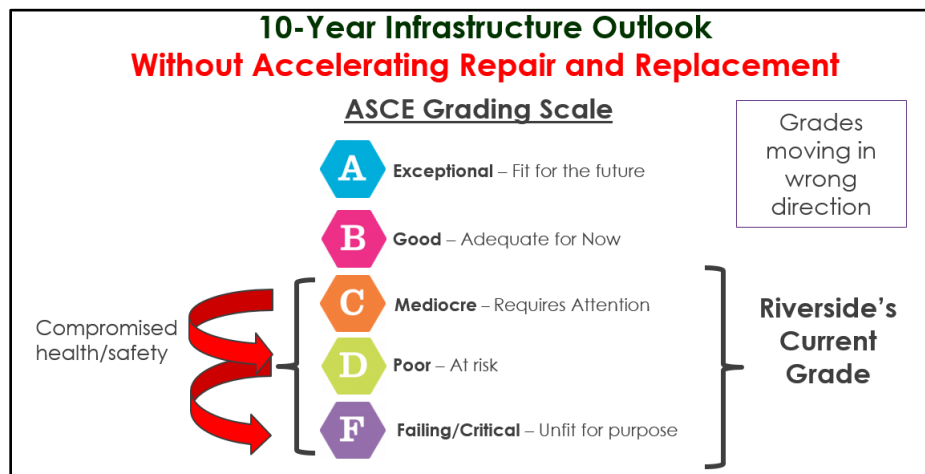 10-Year Infrastructure Outlook
Without Accelerating Repair and Replacement
ASCE Grading Scale
Grades
moving in
wrong
direction
A Exceptional – Fit for the future
B Good – Adequate for Now
C Mediocre – Requires Attention
D Poor – At risk
F Failing/Critical – Unfit for purpose
Compromised
health/safety
Riverside’s
Current
Grade